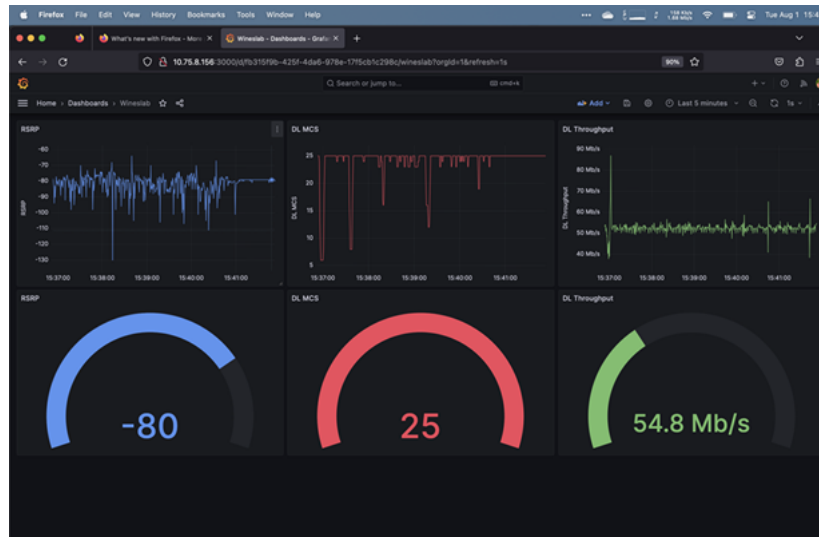 Firefox File Edit View History Bookmarks Tools Window Help
Tue Aug 1 15:4
What's new with Firefox - More
Wineslab - Dashboards - Grafa
10.75.8.156:3000/d/fb315f9b-425f-4da6-978e-17f5cb1c298c/wineslab?orgId=1&refresh=1s
90%
Search or jump to...
cmd+k
Home > Dashboards > Wineslab
Add
Last 5 minutes
1s
RSRP
DL MCS
DL Throughput
RSRP
-60
-70
-80
-90
-100
-110
-120
-130
15:37:00 15:38:00 15:39:00 15:40:00 15:41:00
DL MCS
25
20
15
10
5
15:37:00 15:38:00 15:39:00 15:40:00 15:41:00
DL Throughput
90 Mb/s
80 Mb/s
70 Mb/s
60 Mb/s
50 Mb/s
40 Mb/s
15:37:00 15:38:00 15:39:00 15:40:00 15:41:00
RSRP
-80
DL MCS
25
DL Throughput
54.8 Mb/s